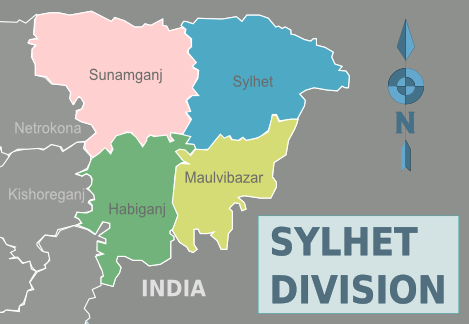 Sunamganj
Sylhet
Netrokona
Maulvibazar
Kishoreganj
Habiganj
INDIA
N
SYLHET
DIVISION